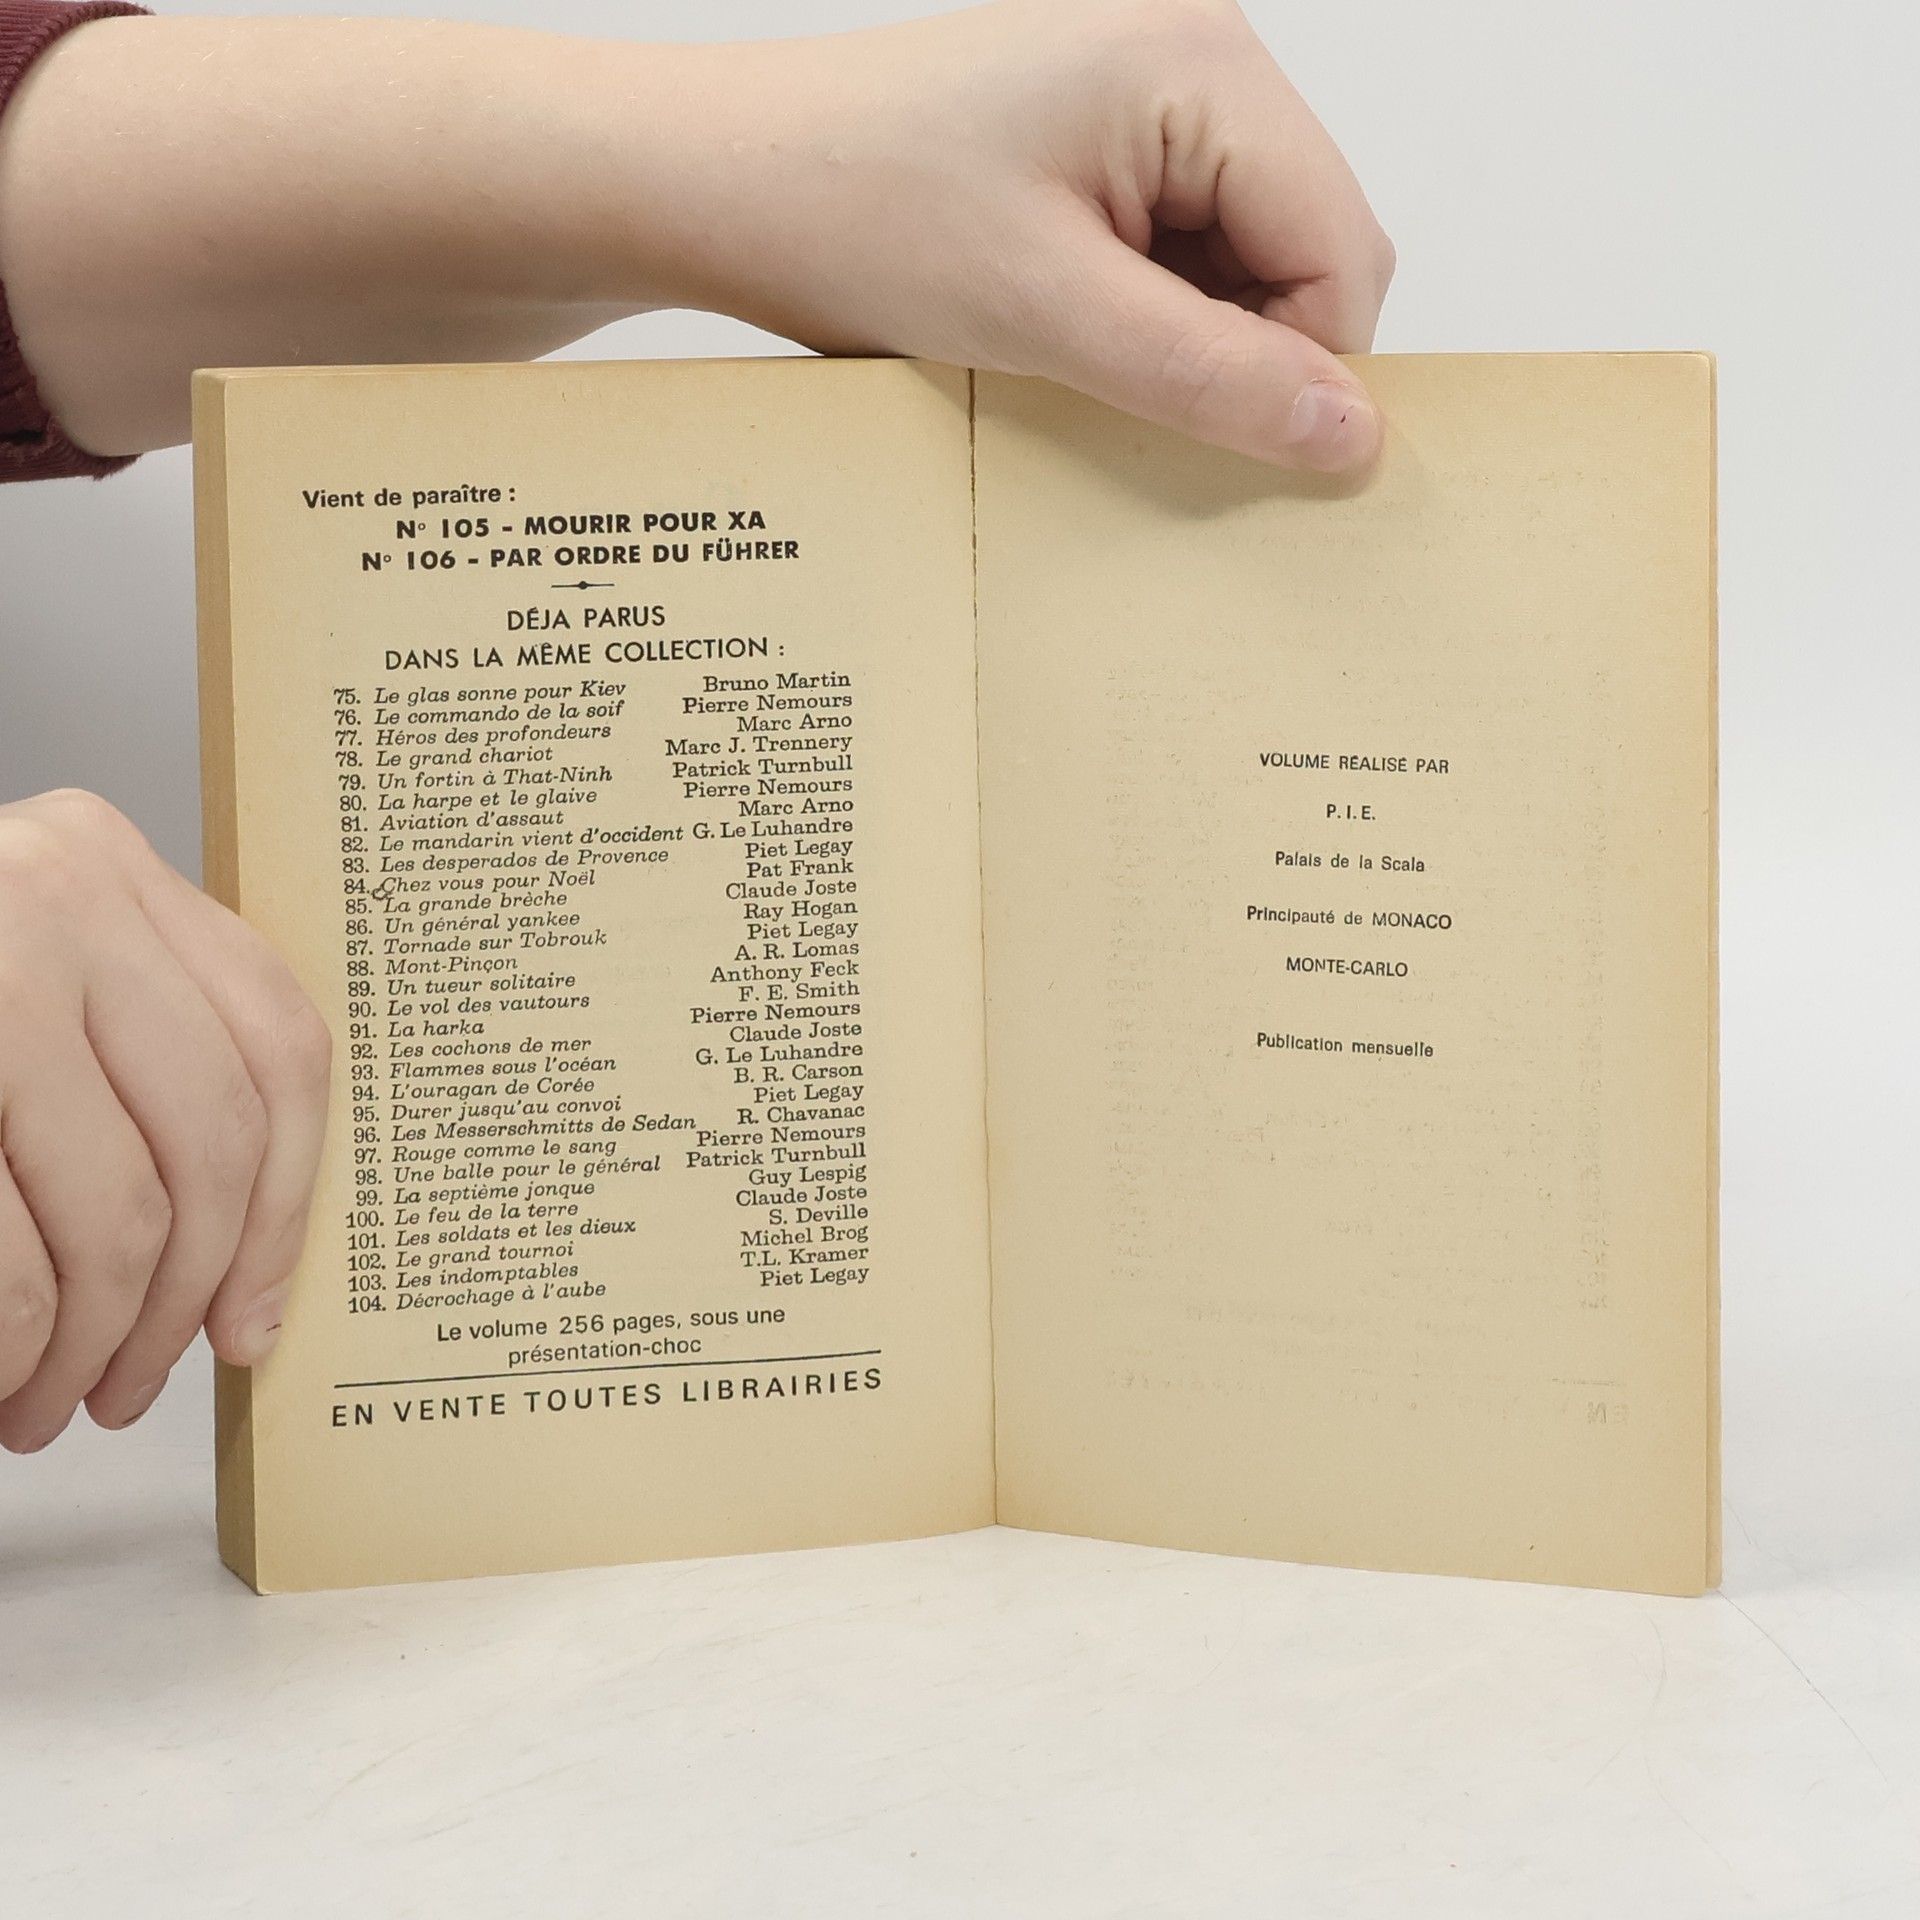 Vient de paraître :
N° 105 - MOURIR POUR XA
N° 106 - PAR ORDRE DU FÜHRER
DÉJA PARUS
DANS LA MÊME COLLECTION :
75. Le glas sonne pour Kiev Bruno Martin
76. Le commando de la soif Pierre Nemours
77. Héros des profondeurs Marc Arno
78. Le grand chariot Marc J. Trennery
79. Un fortin à That-Ninh Patrick Turnbull
80. La harpe et le glaive Pierre Nemours
81. Aviation d'assaut Marc Arno
82. Le mandarin vient d'occident G. Le Luhandre
83. Les desperados de Provence Piet Legay
84. Chez vous pour Noël Pat Frank
85. La grande brèche Claude Joste
86. Un général yankee Ray Hogan
87. Tornade sur Tobrouk Piet Legay
88. Mont-Pinçon A. R. Lomas
89. Un tueur solitaire Anthony Feck
90. Le vol des vautours F. E. Smith
91. La harka Pierre Nemours
92. Les cochons de mer Claude Joste
93. Flammes sous l'océan G. Le Luhandre
94. L'ouragan de Corée B. R. Carson
95. Durer jusqu'au convoi Piet Legay
96. Les Messerschmitts de Sedan R. Chavanac
97. Rouge comme le sang Pierre Nemours
98. Une balle pour le général Patrick Turnbull
99. La septième jonque Guy Lespig
100. Le feu de la terre Claude Joste
101. Les soldats et les dieux S. Deville
102. Le grand tournoi Michel Brog
103. Les indomptables T.L. Kramer
104. Décrochage à l'aube Piet Legay
Le volume 256 pages, sous une
présentation-choc
EN VENTE TOUTES LIBRAIRIES
VOLUME RÉALISÉ PAR
P.I.E.
Palais de la Scala
Principauté de MONACO
MONTE-CARLO
Publication mensuelle